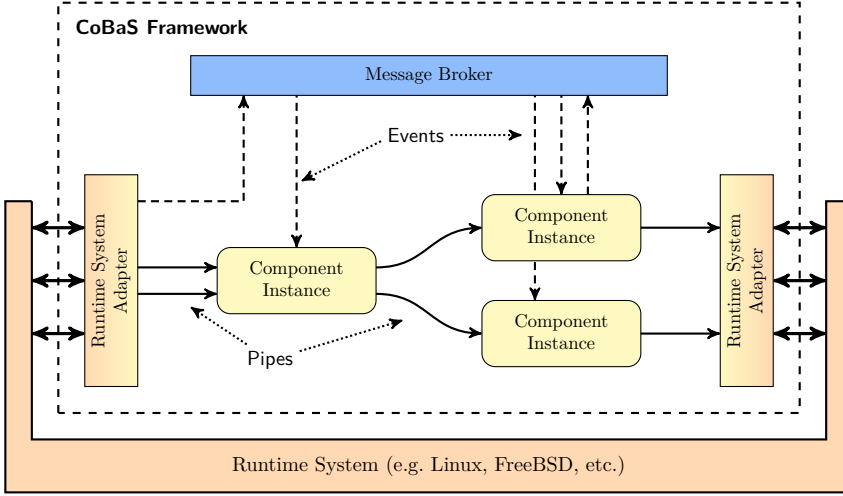 CoBaS Framework
Message Broker
Events
Runtime System
Adapter
Component
Instance
Component
Instance
Component
Instance
Runtime System
Adapter
Pipes
Runtime System (e.g. Linux, FreeBSD, etc.)